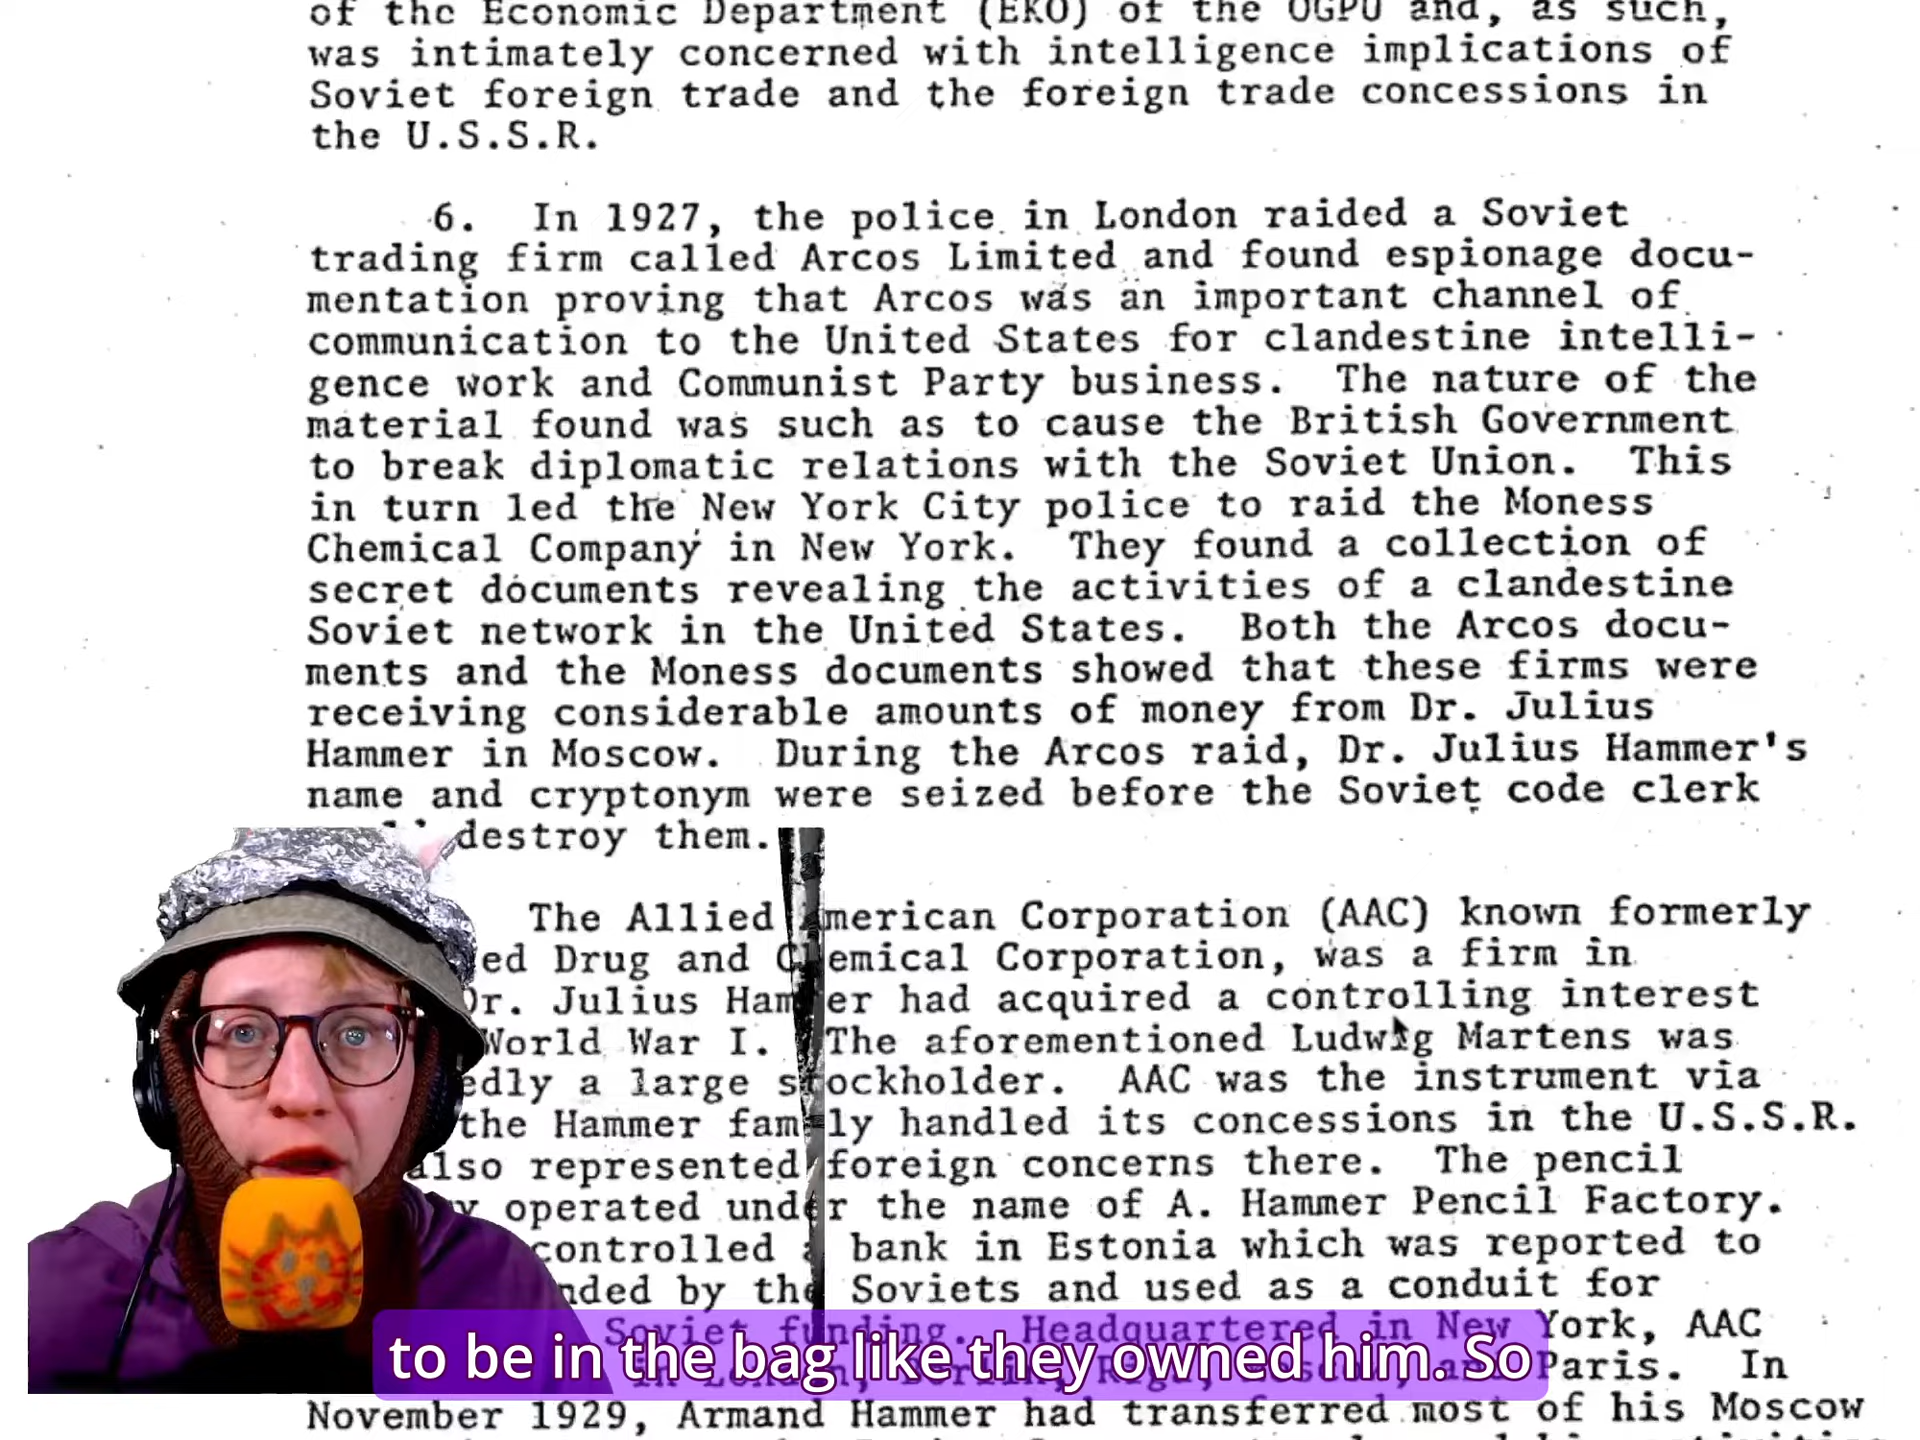 of the Economic Department (EKO) of the OGPU and, as such,
was intimately concerned with intelligence implications of
Soviet foreign trade and the foreign trade concessions in
the U.S.S.R.
6. In 1927, the police in London raided a Soviet
trading firm called Arcos Limited and found espionage docu-
mentation proving that Arcos was an important channel of
communication to the United States for clandestine intelli-
gence work and Communist Party business. The nature of the
material found was such as to cause the British Government
to break diplomatic relations with the Soviet Union. This
in turn led the New York City police to raid the Moness
Chemical Company in New York. They found a collection of
secret documents revealing the activities of a clandestine
Soviet network in the United States. Both the Arcos docu-
ments and the Moness documents showed that these firms were
receiving considerable amounts of money from Dr. Julius
Hammer in Moscow. During the Arcos raid, Dr. Julius Hammer's
name and cryptonym were seized before the Soviet code clerk
destroy them.
The Allied American Corporation (AAC) known formerly
ed Drug and Chemical Corporation, was a firm in
Dr. Julius Hammer had acquired a controlling interest
World War I. The aforementioned Ludwig Martens was
edly a large stockholder. AAC was the instrument via
the Hammer family handled its concessions in the U.S.S.R.
also represented foreign concerns there. The pencil
y operated under the name of A. Hammer Pencil Factory.
controlled a bank in Estonia which was reported to
nded by the Soviets and used as a conduit for
Soviet funding. Headquartered in New York, AAC
in London, Berlin, Riga, Moscow, and Paris. In
to be in the bag like they owned him. So
November 1929, Armand Hammer had transferred most of his Moscow